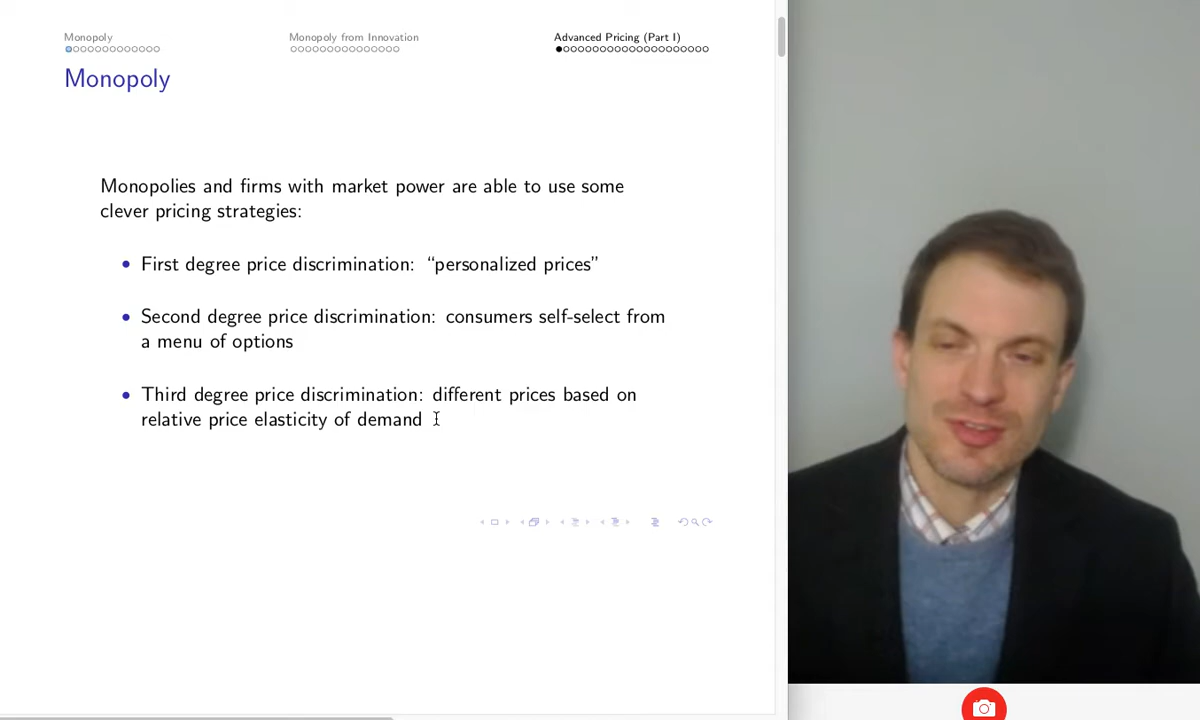 Monopoly
Monopoly from Innovation
Advanced Pricing (Part I)
Monopoly
Monopolies and firms with market power are able to use some
clever pricing strategies:
• First degree price discrimination: “personalized prices”
• Second degree price discrimination: consumers self-select from
a menu of options
• Third degree price discrimination: different prices based on
relative price elasticity of demand